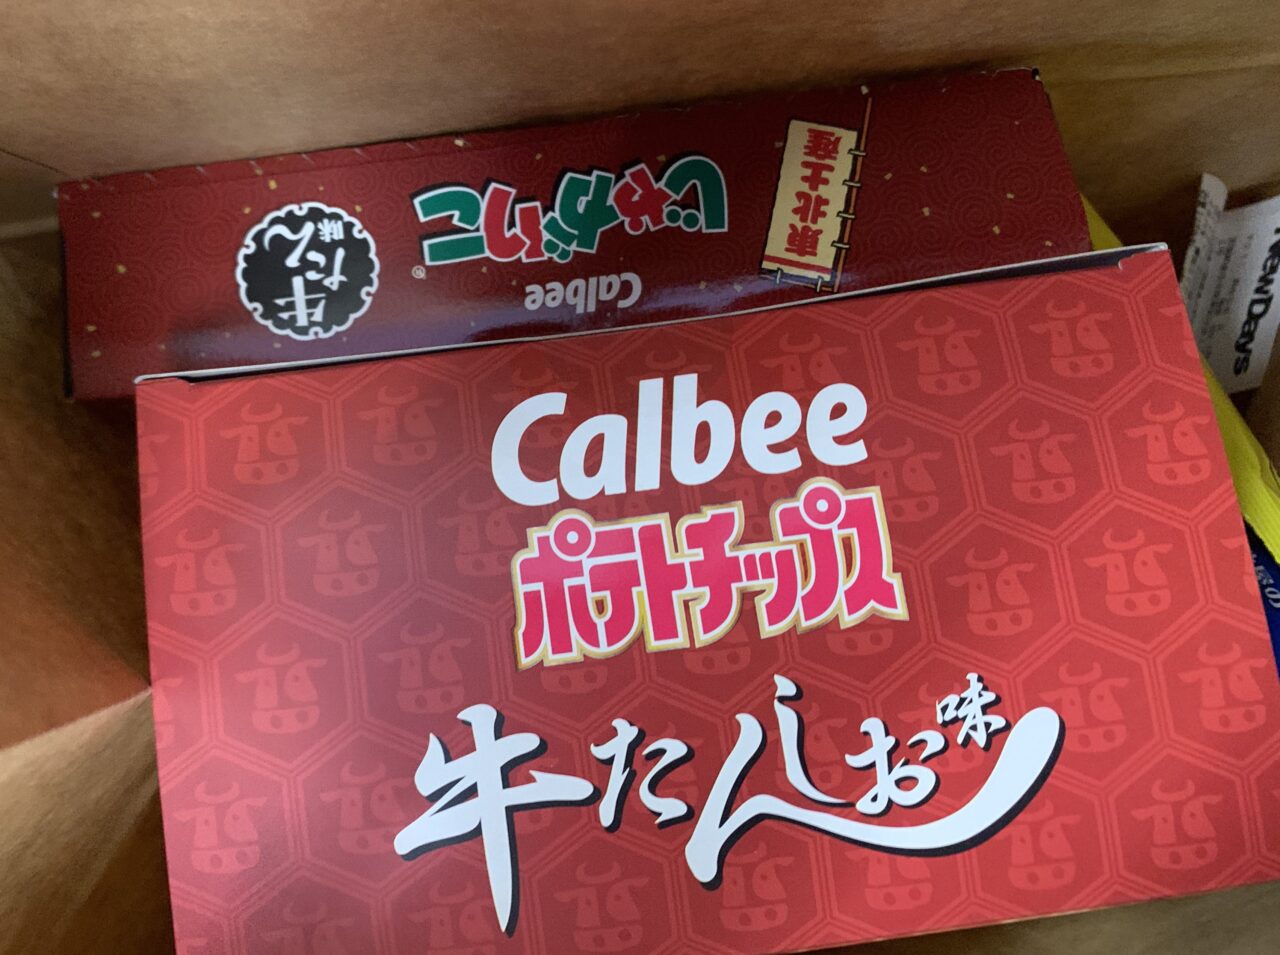 東北土産
じゃがりこ
Calbee
牛たん
味
®
NewDays
Calbee
ポテトチップス
牛たんしお味